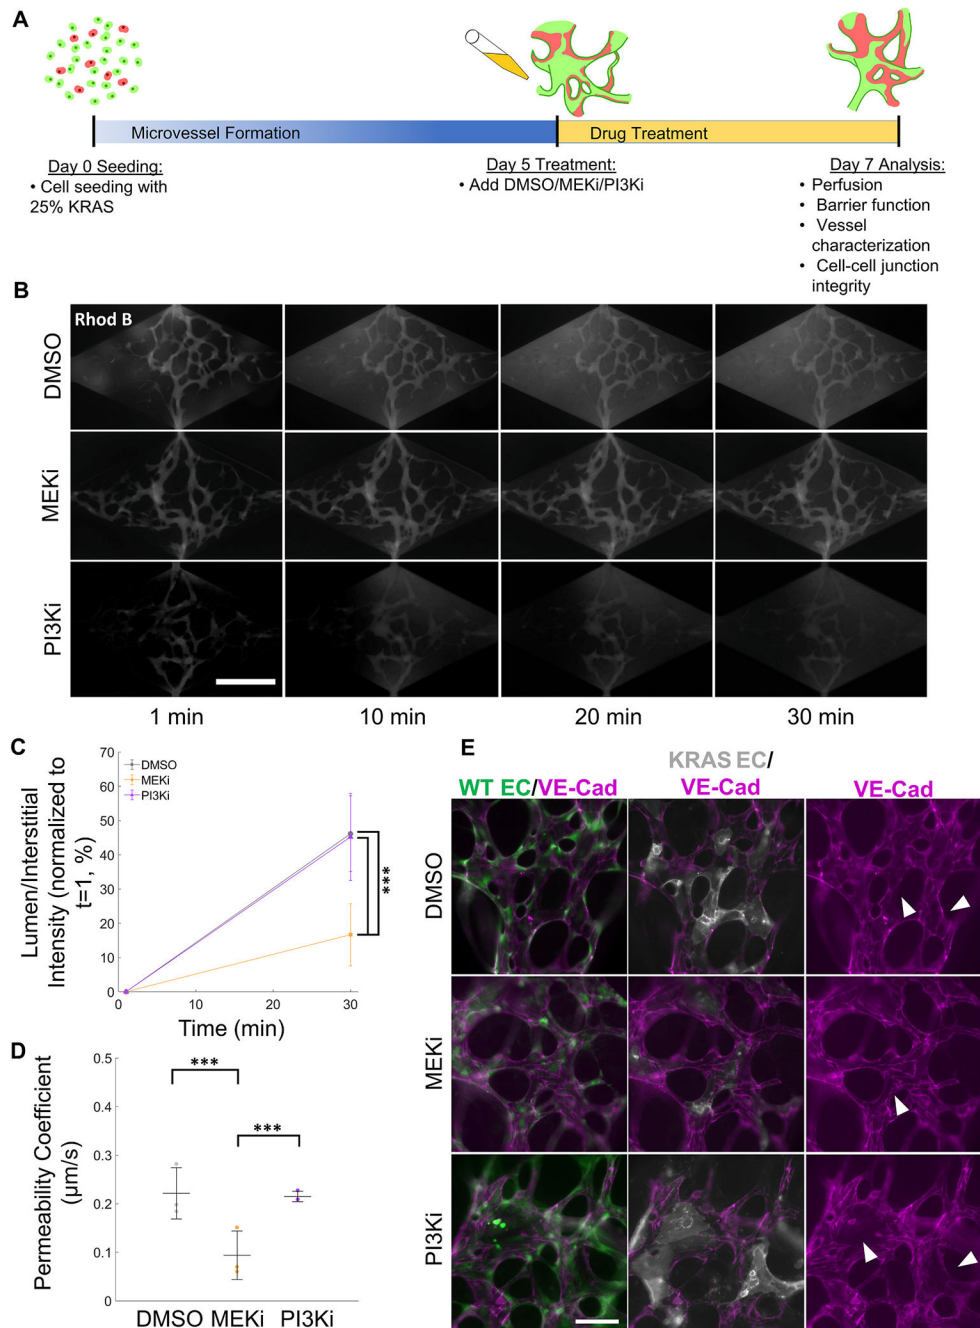 A
Microvessel Formation
Drug Treatment
Day 0 Seeding:
• Cell seeding with
25% KRAS
Day 5 Treatment:
• Add DMSO/MEKi/PI3Ki
Day 7 Analysis:
• Perfusion
• Barrier function
• Vessel
characterization
• Cell-cell junction
integrity
B
Rhod B
DMSO
MEKi
PI3Ki
1 min
10 min
20 min
30 min
C
Lumen/Interstitial
Intensity (normalized to
t=1, %)
70
60
50
40
30
20
10
0
DMSO
MEKi
PI3Ki
***
0
10
20
30
Time (min)
D
Permeability Coefficient
(µm/s)
0.5
0.4
0.3
0.2
0.1
0
***
***
DMSO
MEKi
PI3Ki
E
WT EC/VE-Cad
KRAS EC/
VE-Cad
VE-Cad
DMSO
MEKi
PI3Ki